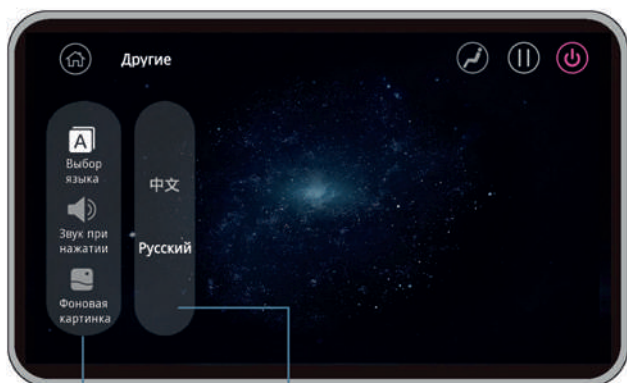 Другие
Выбор
языка
Звук при
нажатии
Фоновая
картинка
中文
Русский